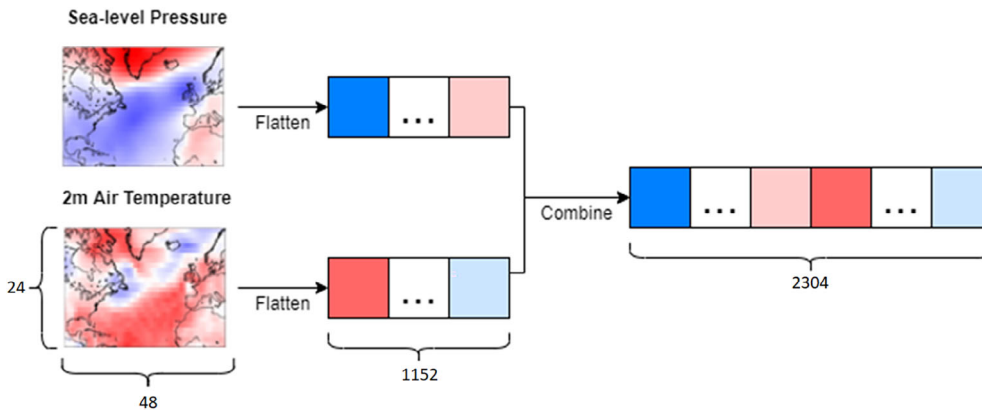 Sea-level Pressure
Flatten
...
2m Air Temperature
Combine
... ...
24
Flatten
...
2304
1152
48